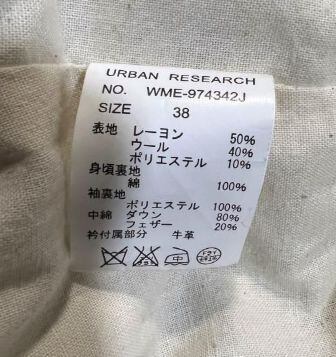 URBAN RESEARCH
NO. WME-974342J
SIZE 38
表地 レーヨン 50%
ウール 40%
ポリエステル 10%
身頃裏地
綿 100%
袖裏地
ポリエステル 100%
中綿 ダウン 80%
フェザー 20%
衿付属部分 牛革
中